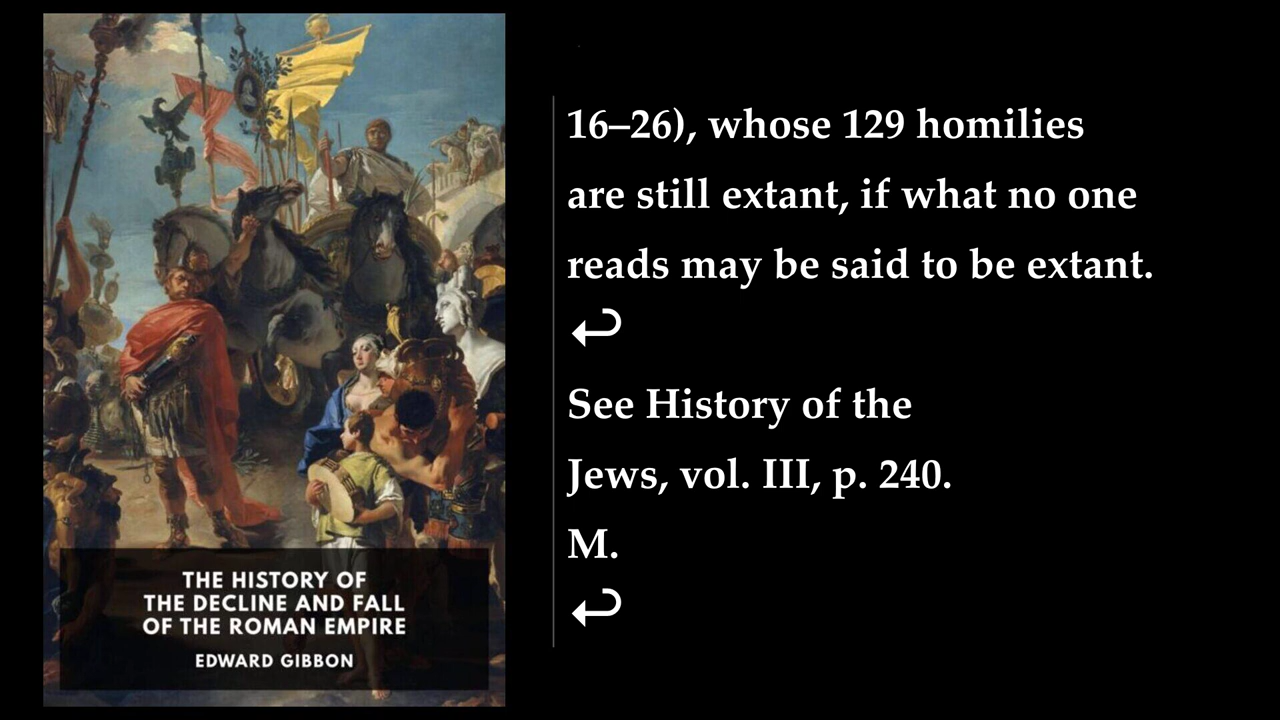 THE HISTORY OF
THE DECLINE AND FALL
OF THE ROMAN EMPIRE
EDWARD GIBBON
16–26), whose 129 homilies
are still extant, if what no one
reads may be said to be extant.
↩
See History of the
Jews, vol. III, p. 240.
M.
↩